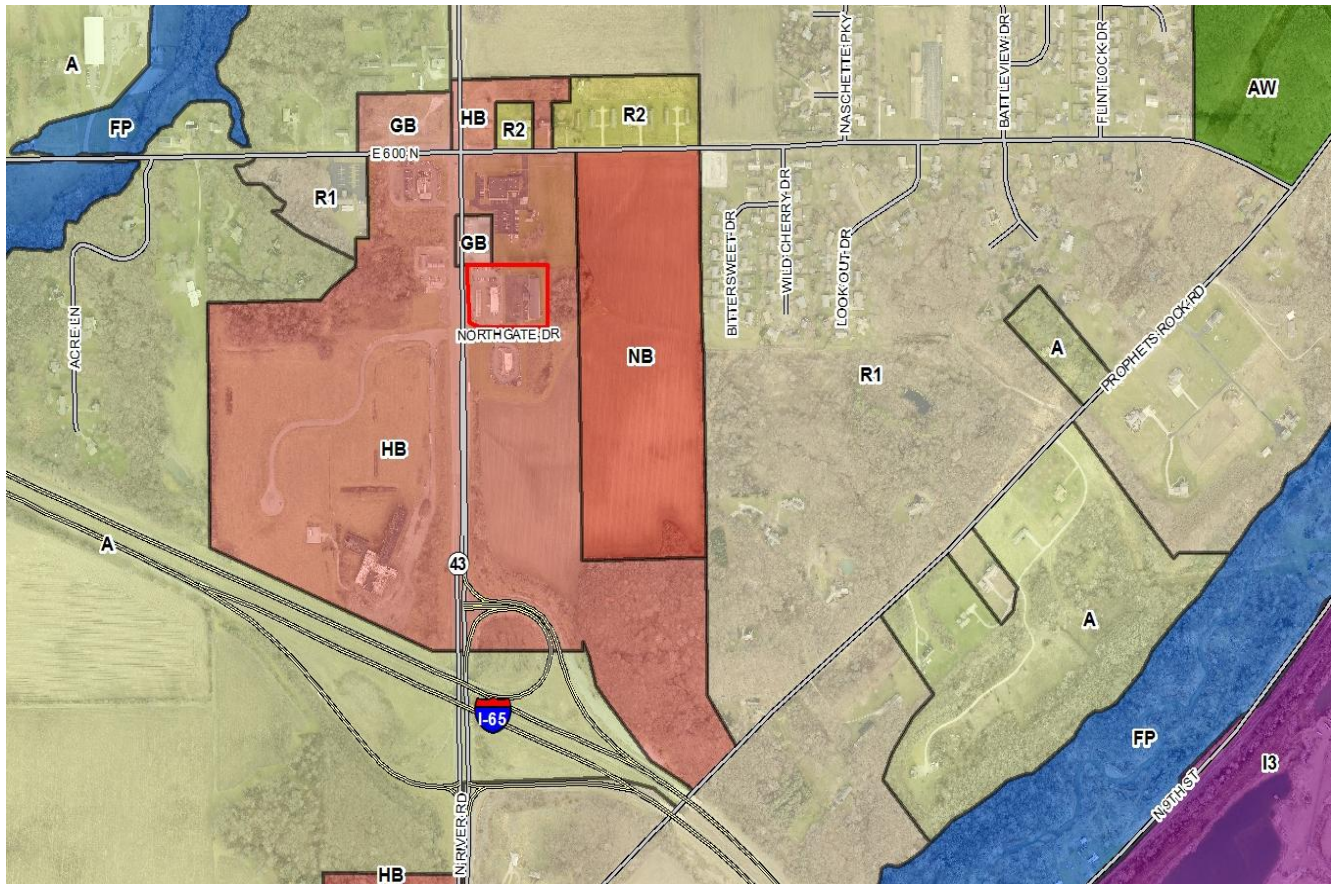 NASCHETTE PKY
BATTLEVIEW DR
FLINTLOCK DR
A
AW
GB
HB
R2
R2
FP
E 600 N
R1
BITTERSWEET DR
WILD CHERRY DR
LOOK OUT DR
GB
ACRE LN
NORTHGATE DR
NB
A
PROPHETS ROCK RD
R1
HB
A
43
A
I-65
FP
I3
N 9TH ST
N RIVER RD
HB